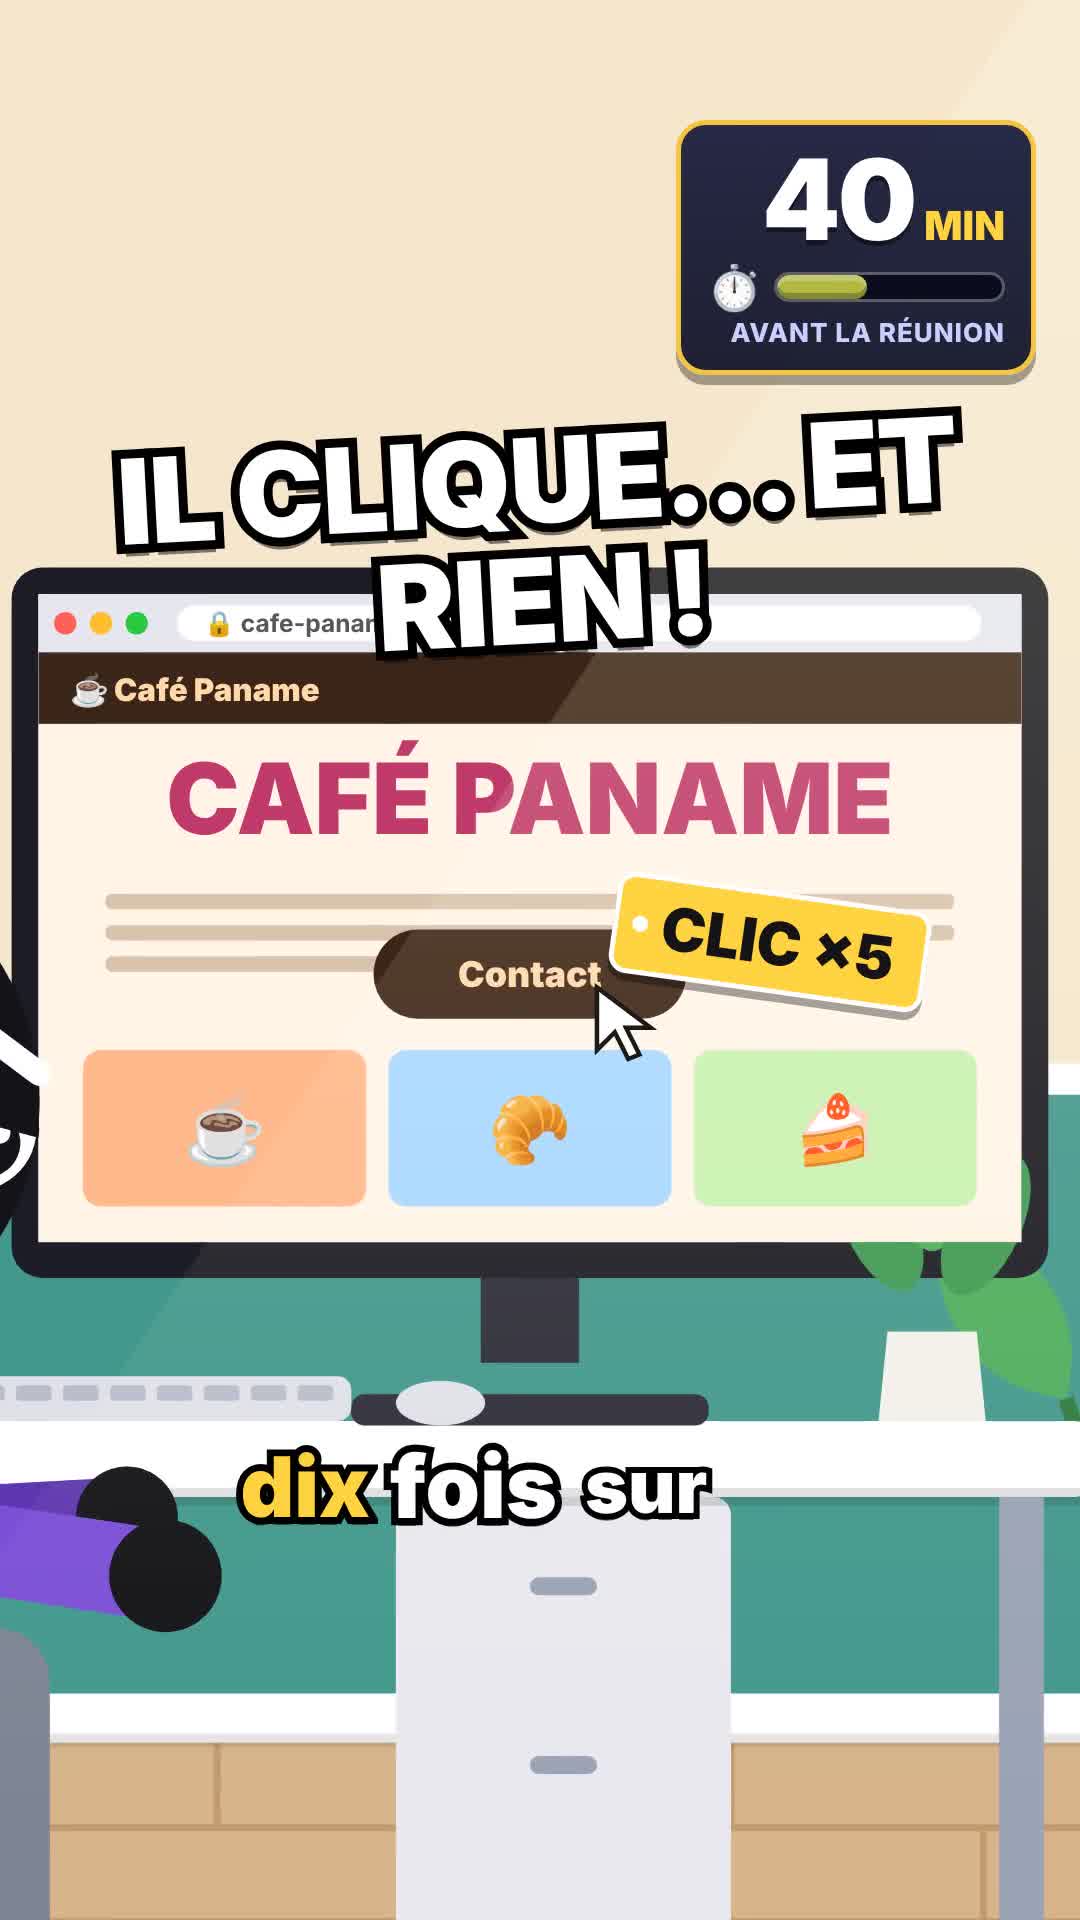 40 MIN
AVANT LA RÉUNION
IL CLIQUE... ET
RIEN !
cafe-panam
Café Paname
CAFÉ PANAME
CLIC ×5
Contact
dix fois sur